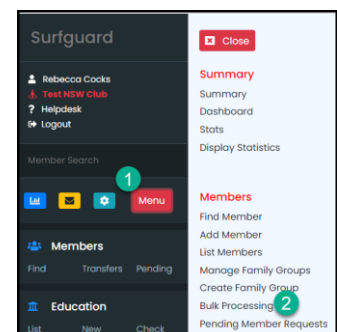 Surfguard
Rebecca Cocks
Test NSW Club
? Helpdesk
Logout
Member Search
1
Menu
Members
Find Transfers Pending
Education
List New Check
Close
Summary
Summary
Dashboard
Stats
Display Statistics
Members
Find Member
Add Member
List Members
Manage Family Groups
Create Family Group
Bulk Processing 2
Pending Member Requests